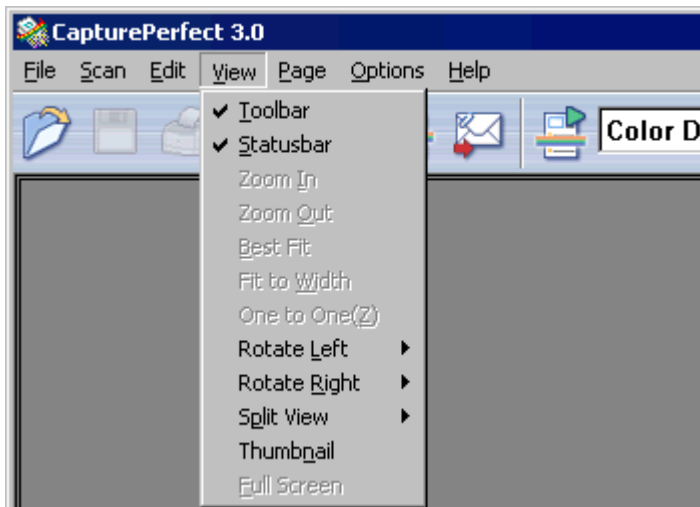 CapturePerfect 3.0
File Scan Edit View Page Options Help
Color D
Toolbar
Statusbar
Zoom In
Zoom Out
Best Fit
Fit to Width
One to One(Z)
Rotate Left
Rotate Right
Split View
Thumbnail
Full Screen